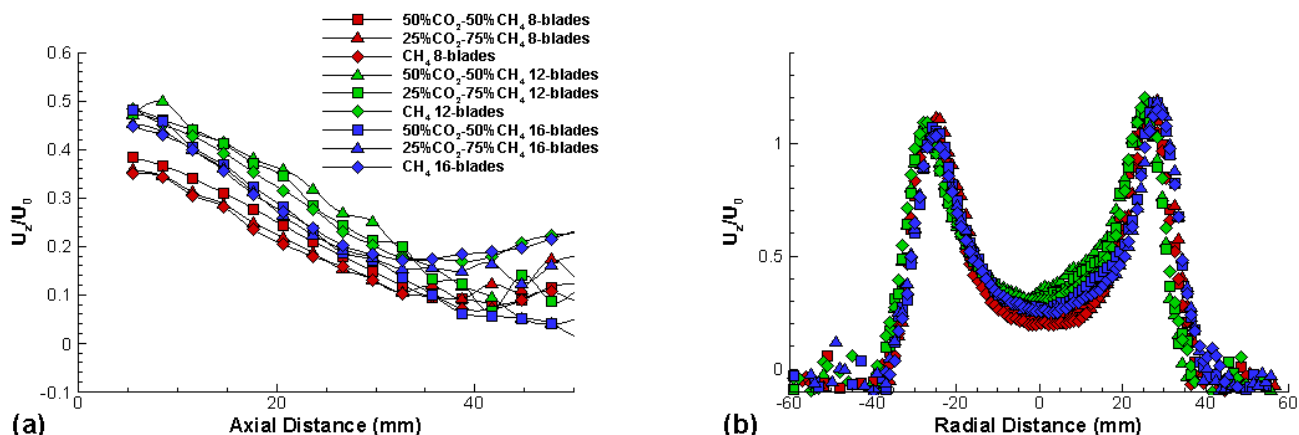 50%CO₂-50%CH₄ 8-blades
25%CO₂-75%CH₄ 8-blades
CH₄ 8-blades
50%CO₂-50%CH₄ 12-blades
25%CO₂-75%CH₄ 12-blades
CH₄ 12-blades
50%CO₂-50%CH₄ 16-blades
25%CO₂-75%CH₄ 16-blades
CH₄ 16-blades
0.6
0.5
0.4
0.3
0.2
0.1
0
-0.1
U_z/U₀
0
20
40
Axial Distance (mm)
(a)
1
0.5
0
U_z/U₀
-60
-40
-20
0
20
40
60
Radial Distance (mm)
(b)